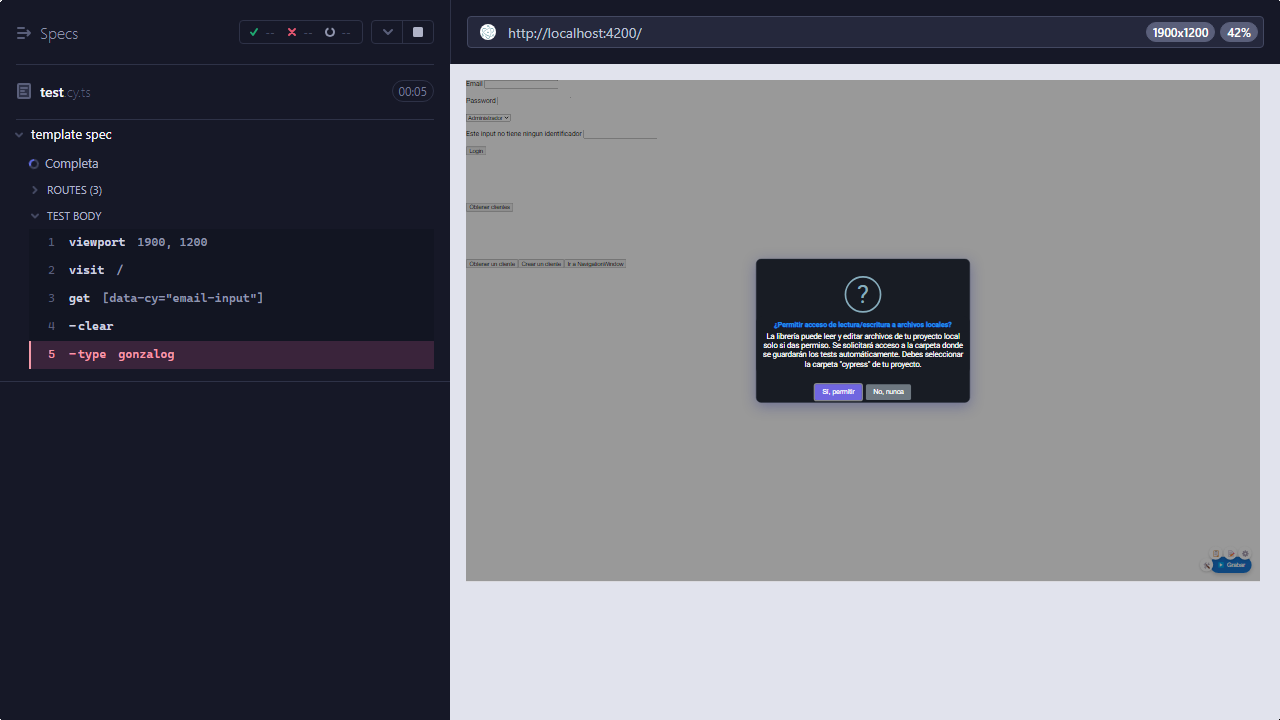 Specs
-- -- --
http://localhost:4200/
1900x1200
42%
test cy.ts
00:05
template spec
Completa
ROUTES (3)
TEST BODY
1 viewport 1900, 1200
2 visit /
3 get [data-cy="email-input"]
4 -clear
5 -type gonzalog
Email
Password
Administrador
Este input no tiene ningun identificador
Login
Obtener clientes
Obtener un cliente Crear un cliente Ir a NavigationWindow
?
¿Permitir acceso de lectura/escritura a archivos locales?
La librería puede leer y editar archivos de tu proyecto local
solo si das permiso. Se solicitará acceso a la carpeta donde
se guardarán los tests automáticamente. Debes seleccionar
la carpeta "cypress" de tu proyecto.
Sí, permitir
No, nunca
Grabar